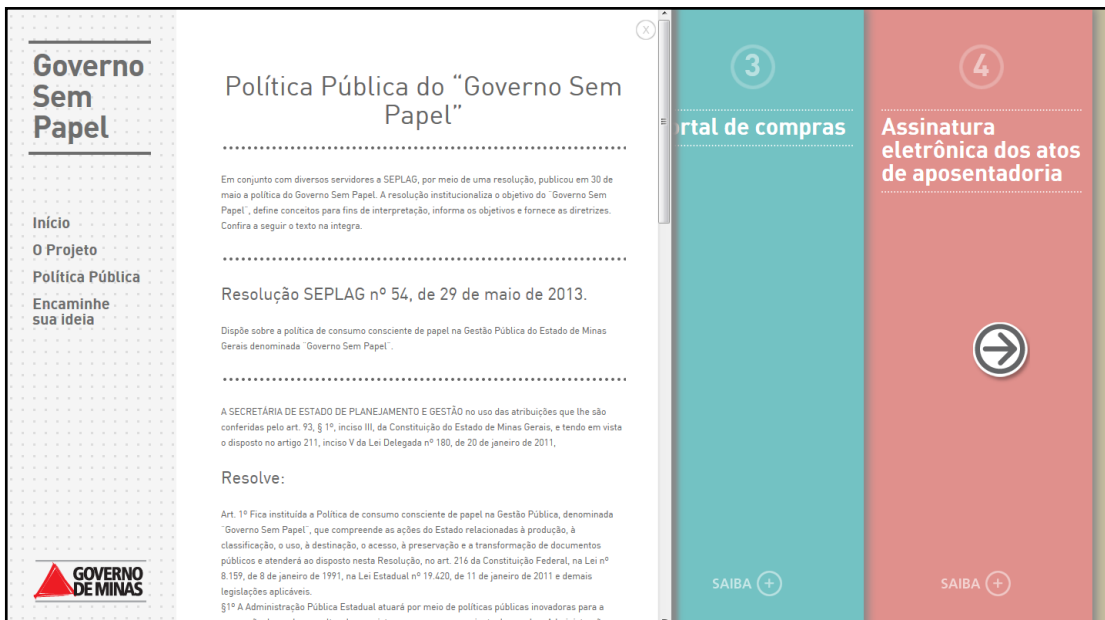 Governo
Sem
Papel
Início
O Projeto
Política Pública
Encaminhe
sua ideia
GOVERNO
DE MINAS
X
Política Pública do “Governo Sem
Papel”
Em conjunto com diversos servidores a SEPLAG, por meio de uma resolução, publicou em 30 de
maio a política do Governo Sem Papel. A resolução institucionaliza o objetivo do ¨Governo Sem
Papel¨, define conceitos para fins de interpretação, informa os objetivos e fornece as diretrizes.
Confira a seguir o texto na integra.
Resolução SEPLAG nº 54, de 29 de maio de 2013.
Dispõe sobre a política de consumo consciente de papel na Gestão Pública do Estado de Minas
Gerais denominada ¨Governo Sem Papel¨.
A SECRETÁRIA DE ESTADO DE PLANEJAMENTO E GESTÃO no uso das atribuições que lhe são
conferidas pelo art. 93, § 1º, inciso III, da Constituição do Estado de Minas Gerais, e tendo em vista
o disposto no artigo 211, inciso V da Lei Delegada nº 180, de 20 de janeiro de 2011,
Resolve:
Art. 1º Fica instituída a Política de consumo consciente de papel na Gestão Pública, denominada
¨Governo Sem Papel¨, que compreende as ações do Estado relacionadas à produção, à
classificação, o uso, à destinação, o acesso, à preservação e a transformação de documentos
públicos e atenderá ao disposto nesta Resolução, no art. 216 da Constituição Federal, na Lei nº
8.159, de 8 de janeiro de 1991, na Lei Estadual nº 19.420, de 11 de janeiro de 2011 e demais
legislações aplicáveis.
§1º A Administração Pública Estadual atuará por meio de políticas públicas inovadoras para a
3
ortal de compras
SAIBA +
4
Assinatura
eletrônica dos atos
de aposentadoria
SAIBA +